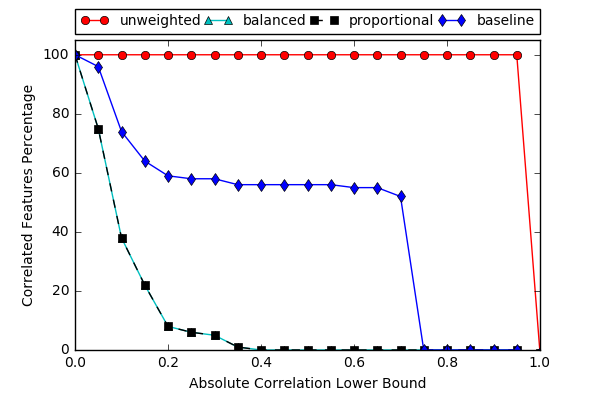 unweighted balanced proportional baseline
100
80
60
40
20
0
Correlated Features Percentage
0.0 0.2 0.4 0.6 0.8 1.0
Absolute Correlation Lower Bound